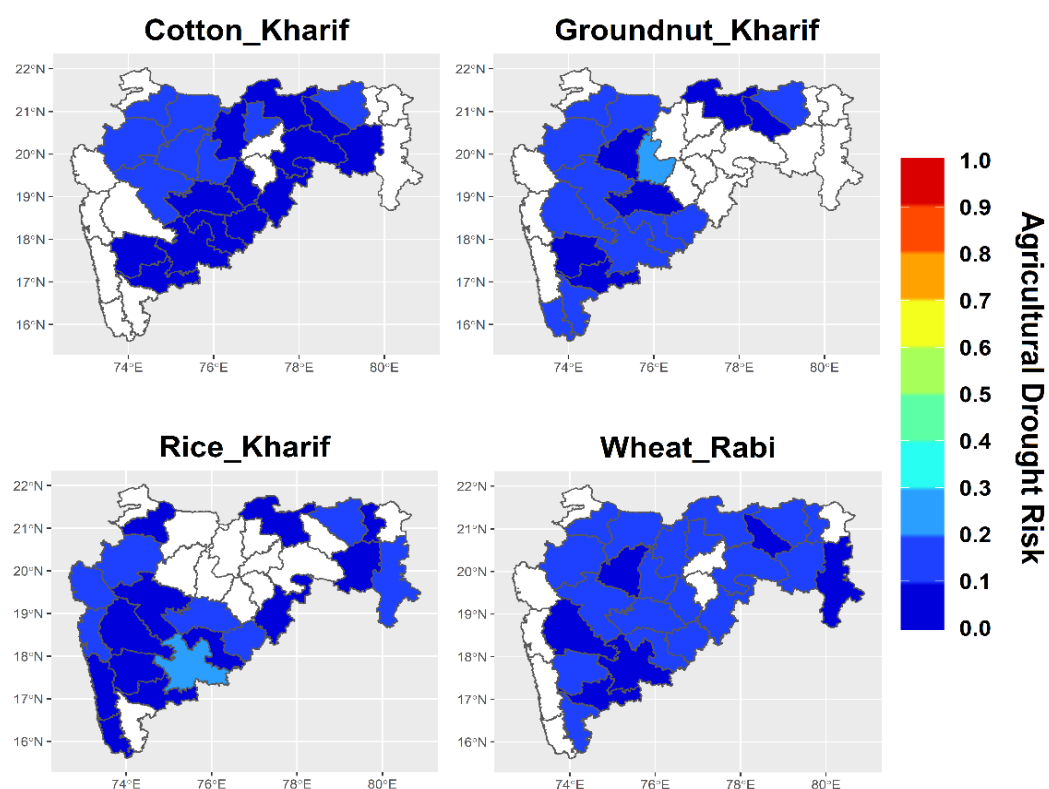 Cotton_Kharif
22°N
21°N
20°N
19°N
18°N
17°N
16°N
74°E 76°E 78°E 80°E
Groundnut_Kharif
22°N
21°N
20°N
19°N
18°N
17°N
16°N
74°E 76°E 78°E 80°E
Rice_Kharif
22°N
21°N
20°N
19°N
18°N
17°N
16°N
74°E 76°E 78°E 80°E
Wheat_Rabi
22°N
21°N
20°N
19°N
18°N
17°N
16°N
74°E 76°E 78°E 80°E
1.0
0.9
0.8
0.7
0.6
0.5
0.4
0.3
0.2
0.1
0.0
Agricultural Drought Risk